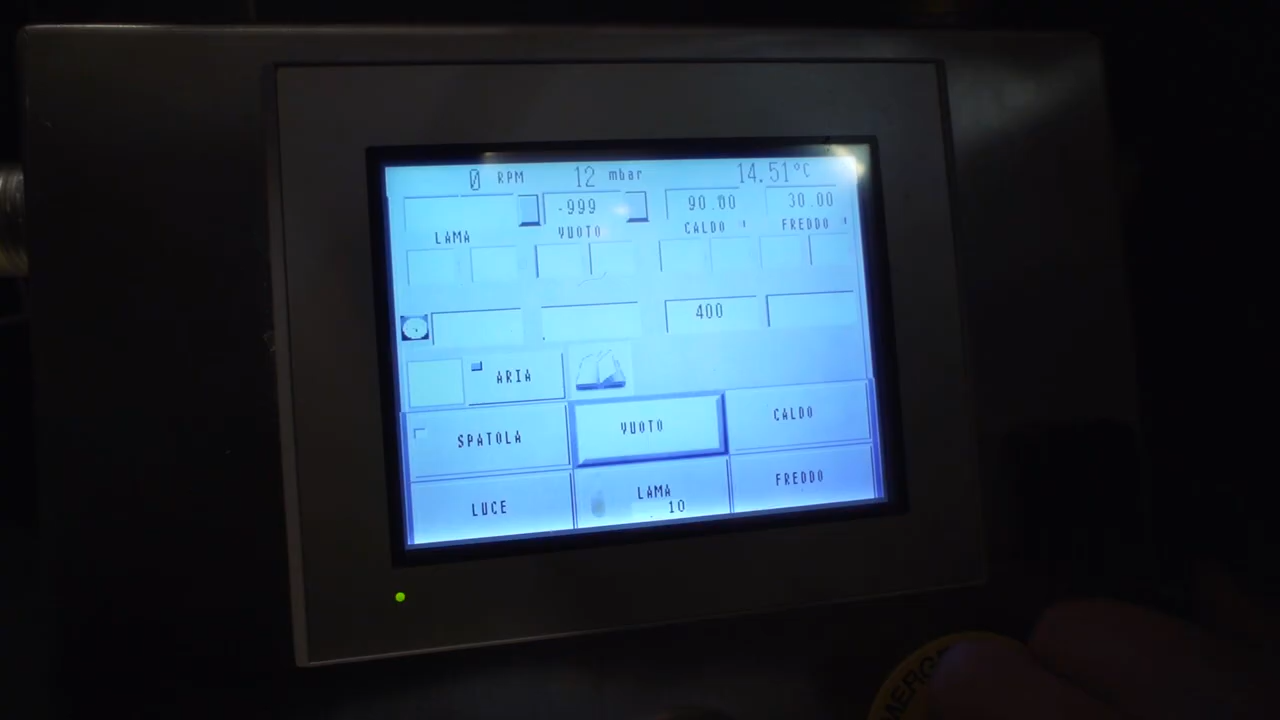 0 RPM 12 mbar 14.51°C
-999 90.00 30.00
LAMA VUOTO CALDO FREDDO
400
ARIA
SPATOLA VUOTO CALDO
LUCE LAMA 10 FREDDO
MERGE